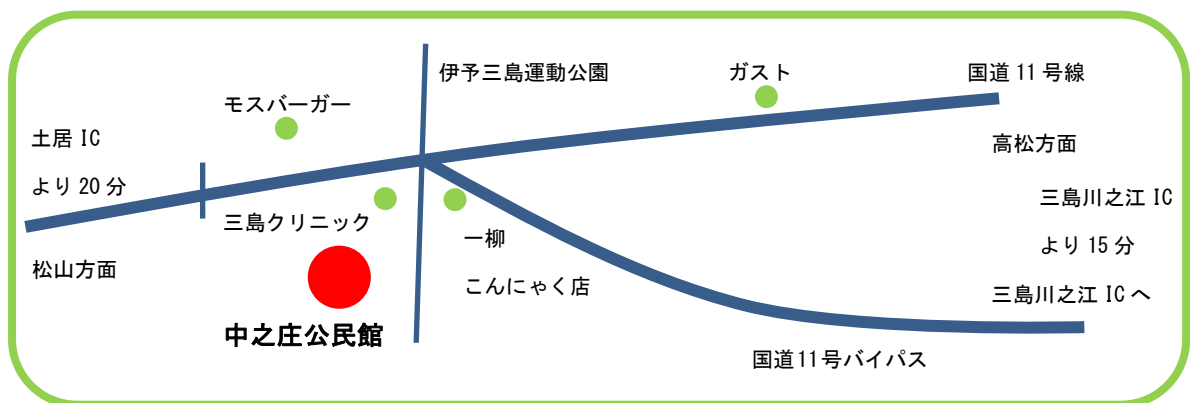 伊予三島運動公園
ガスト
国道11号線
モスバーガー
土居 IC
より 20 分
高松方面
三島川之江 IC
より 15 分
三島川之江 IC へ
三島クリニック
一柳
こんにゃく店
松山方面
中之庄公民館
国道11号バイパス